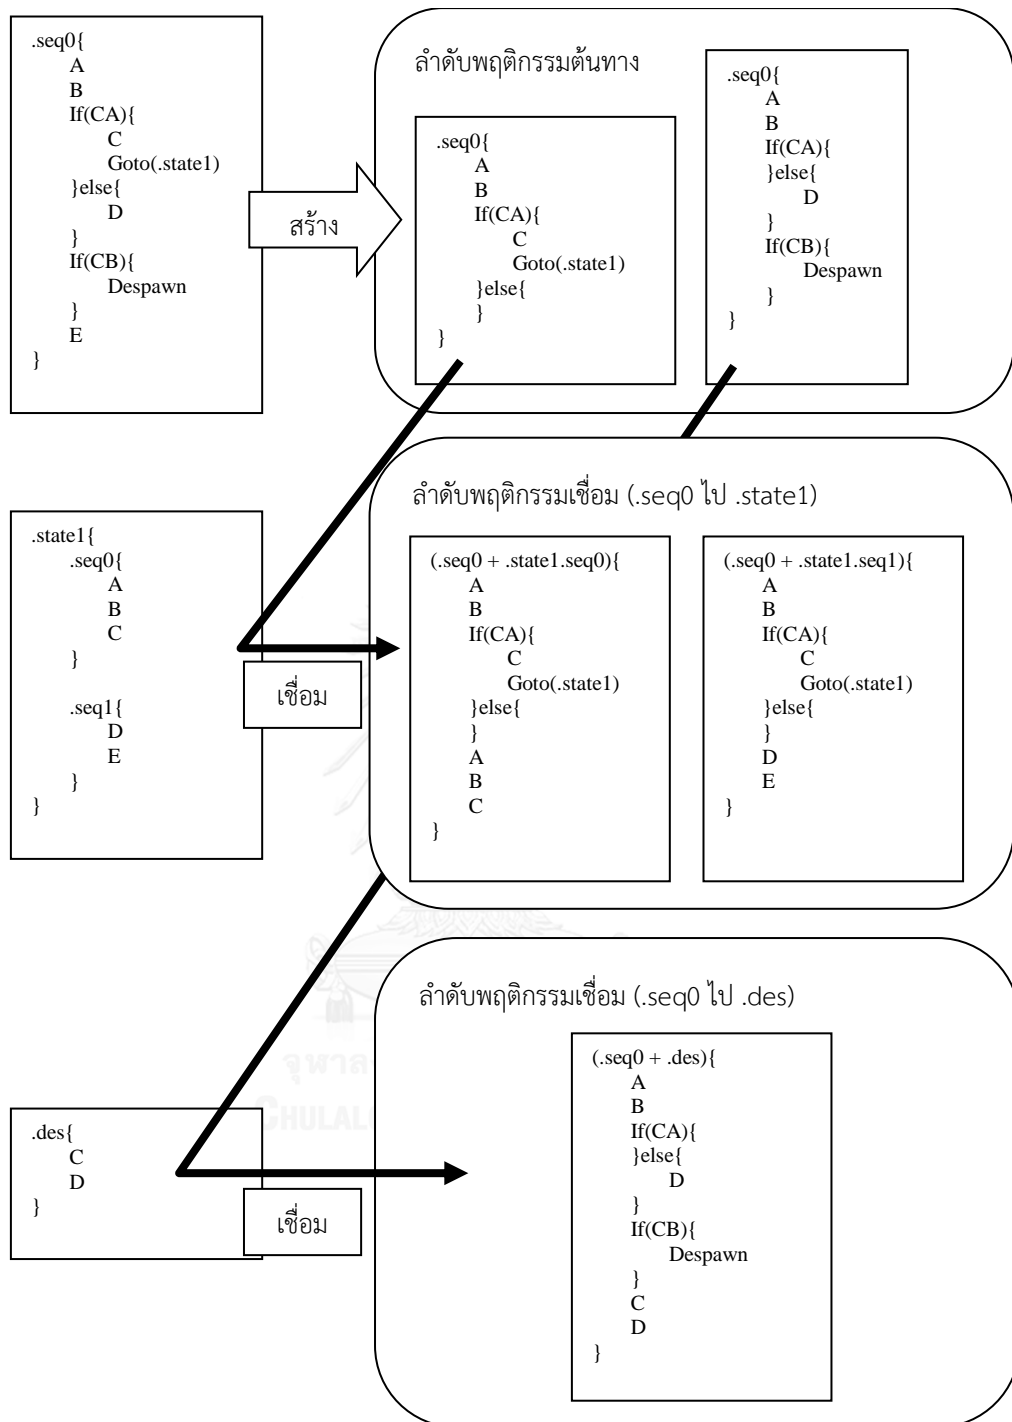 .seq0{
A
B
If(CA){
C
Goto(.state1)
}else{
D
}
If(CB){
Despawn
}
E
}
สร้าง
ลำดับพฤติกรรมต้นทาง
.seq0{
A
B
If(CA){
C
Goto(.state1)
}else{
}
}
.seq0{
A
B
If(CA){
}else{
D
}
If(CB){
Despawn
}
}
.state1{
.seq0{
A
B
C
}
.seq1{
D
E
}
}
เชื่อม
ลำดับพฤติกรรมเชื่อม (.seq0 ไป .state1)
(.seq0 + .state1.seq0){
A
B
If(CA){
C
Goto(.state1)
}else{
}
A
B
C
}
(.seq0 + .state1.seq1){
A
B
If(CA){
C
Goto(.state1)
}else{
}
D
E
}
.des{
C
D
}
เชื่อม
ลำดับพฤติกรรมเชื่อม (.seq0 ไป .des)
(.seq0 + .des){
A
B
If(CA){
}else{
D
}
If(CB){
Despawn
}
C
D
}